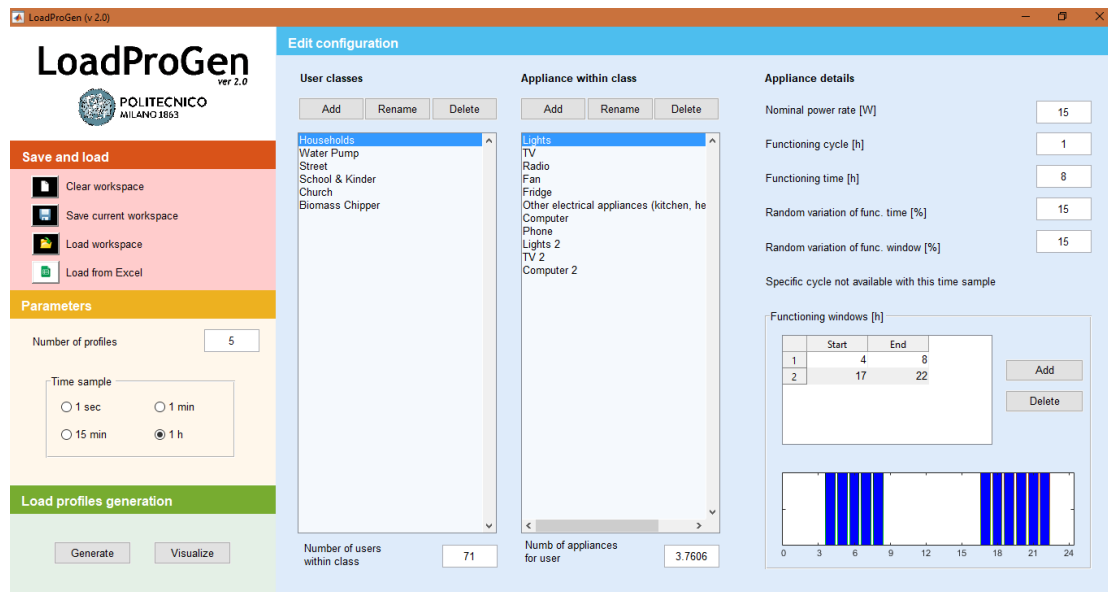 LoadProGen (v 2.0)
LoadProGen
ver 2.0
POLITECNICO
MILANO 1863
Save and load
Clear workspace
Save current workspace
Load workspace
Load from Excel
Parameters
Number of profiles 5
Time sample
1 sec 1 min
15 min 1 h
Load profiles generation
Generate Visualize
Edit configuration
User classes
Add Rename Delete
Households
Water Pump
Street
School & Kinder
Church
Biomass Chipper
Number of users
within class
71
Appliance within class
Add Rename Delete
Lights
TV
Radio
Fan
Fridge
Other electrical appliances (kitchen, he
Computer
Phone
Lights 2
TV 2
Computer 2
Numb of appliances
for user
3.7606
Appliance details
Nominal power rate [W] 15
Functioning cycle [h] 1
Functioning time [h] 8
Random variation of func. time [%] 15
Random variation of func. window [%] 15
Specific cycle not available with this time sample
Functioning windows [h]
Start End
1 4 8
2 17 22
Add
Delete
0 3 6 9 12 15 18 21 24